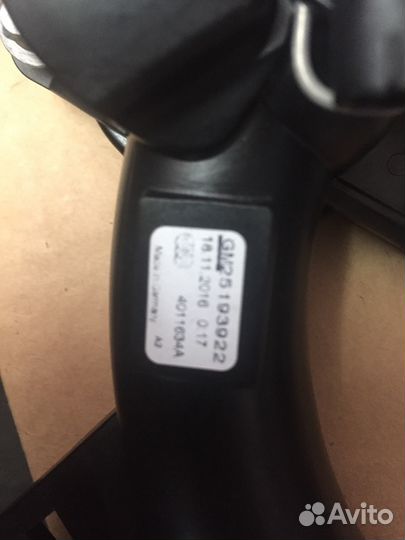 GM25193922
18.11.2016 0.17
4011634A
Made in Germany A2
Avito